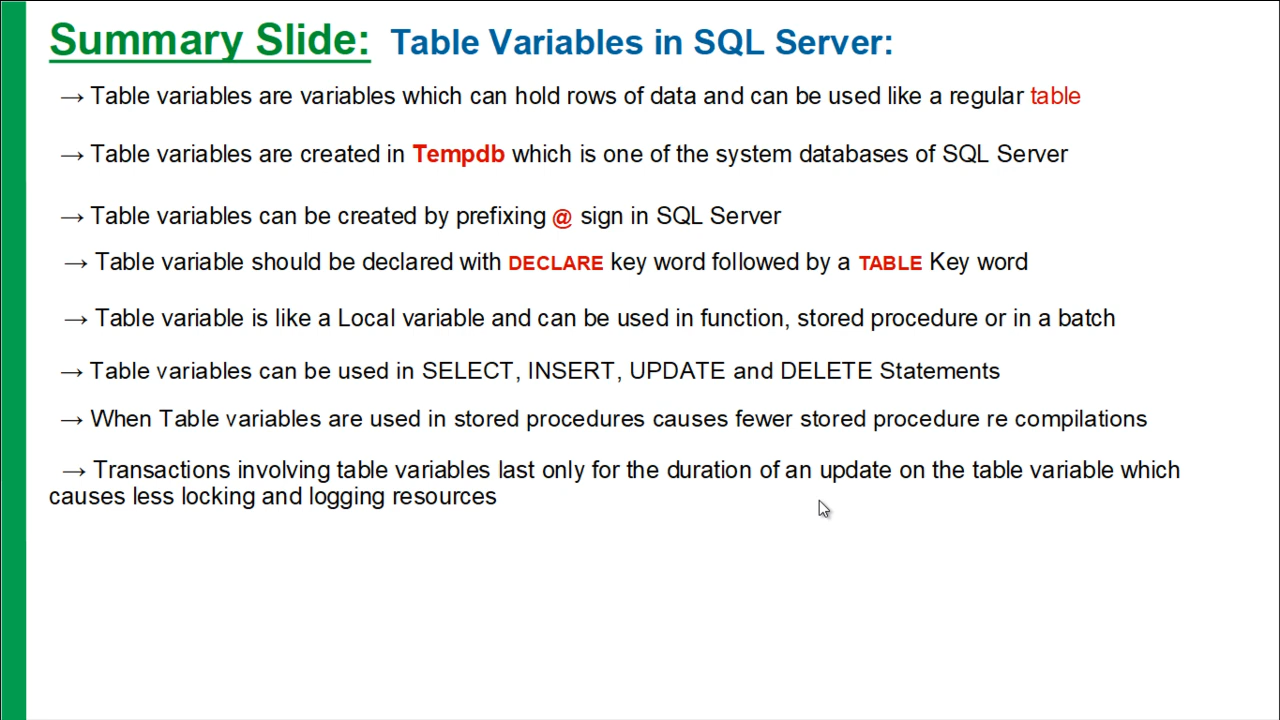 Summary Slide: Table Variables in SQL Server:
→ Table variables are variables which can hold rows of data and can be used like a regular table
→ Table variables are created in Tempdb which is one of the system databases of SQL Server
→ Table variables can be created by prefixing @ sign in SQL Server
→ Table variable should be declared with DECLARE key word followed by a TABLE Key word
→ Table variable is like a Local variable and can be used in function, stored procedure or in a batch
→ Table variables can be used in SELECT, INSERT, UPDATE and DELETE Statements
→ When Table variables are used in stored procedures causes fewer stored procedure re compilations
→ Transactions involving table variables last only for the duration of an update on the table variable which
causes less locking and logging resources